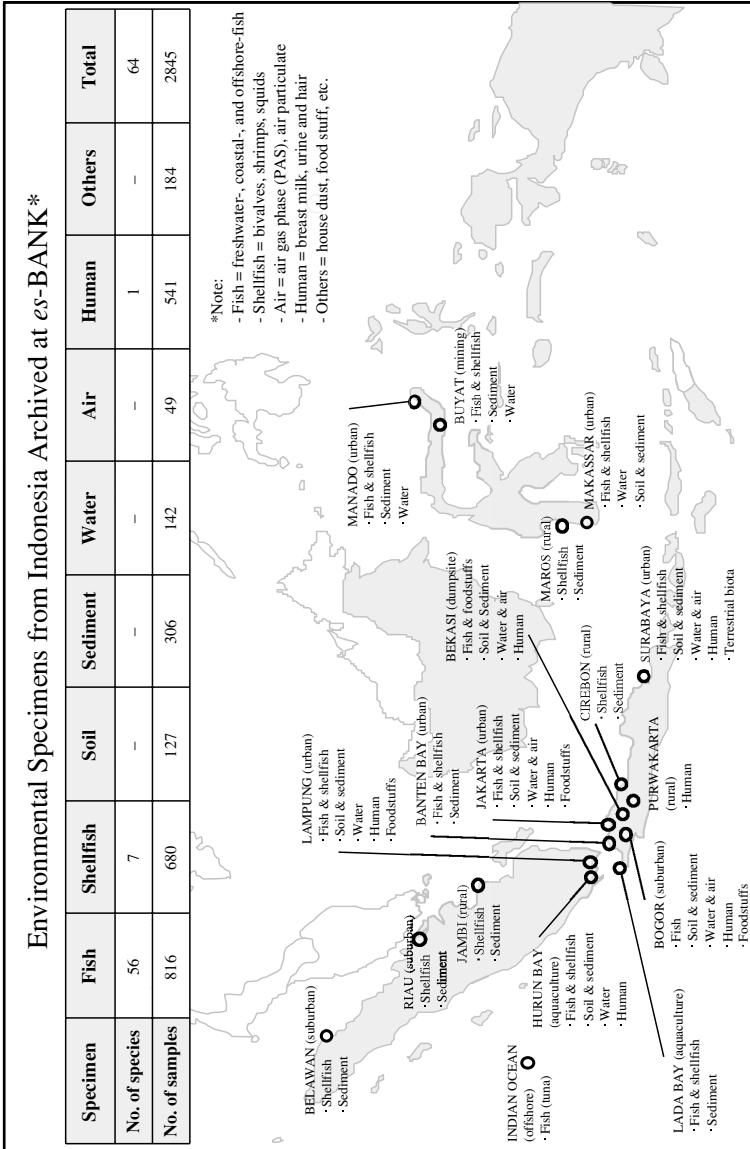 Environmental Specimens from Indonesia Archived at es-BANK*
Specimen Fish Shellfish Soil Sediment Water Air Human Others Total
No. of species 56 7 – – – – 1 – 64
No. of samples 816 680 127 306 142 49 541 184 2845
*Note:
- Fish = freshwater-, coastal-, and offshore-fish
- Shellfish = bivalves, shrimps, squids
- Air = air gas phase (PAS), air particulate
- Human = breast milk, urine and hair
- Others = house dust, food stuff, etc.
BELAWAN (suburban)
· Shellfish
· Sediment
RIAU (suburban)
· Shellfish
· Sediment
JAMBI (rural)
· Shellfish
· Sediment
LAMPUNG (urban)
· Fish & shellfish
· Soil & sediment
· Water
· Human
· Foodstuffs
BANTEN BAY (urban)
· Fish & shellfish
· Sediment
JAKARTA (urban)
· Fish & shellfish
· Soil & sediment
· Water & air
· Human
· Foodstuffs
BEKASI (dumpsite)
· Fish & foodstuffs
· Soil & Sediment
· Water & air
· Human
MANADO (urban)
· Fish & shellfish
· Sediment
· Water
BUYAT (mining)
· Fish & shellfish
· Sediment
· Water
INDIAN OCEAN
(offshore)
· Fish (tuna)
HURUN BAY
(aquaculture)
· Fish & shellfish
· Soil & sediment
· Water
· Human
LADA BAY (aquaculture)
· Fish & shellfish
· Sediment
BOGOR (suburban)
· Fish
· Soil & sediment
· Water & air
· Human
· Foodstuffs
PURWAKARTA
(rural)
· Human
CIREBON (rural)
· Shellfish
· Sediment
SURABAYA (urban)
· Fish & shellfish
· Soil & sediment
· Water & air
· Human
· Terrestrial biota
MAROS (rural)
· Shellfish
· Sediment
MAKASSAR (urban)
· Fish & shellfish
· Water
· Soil & sediment